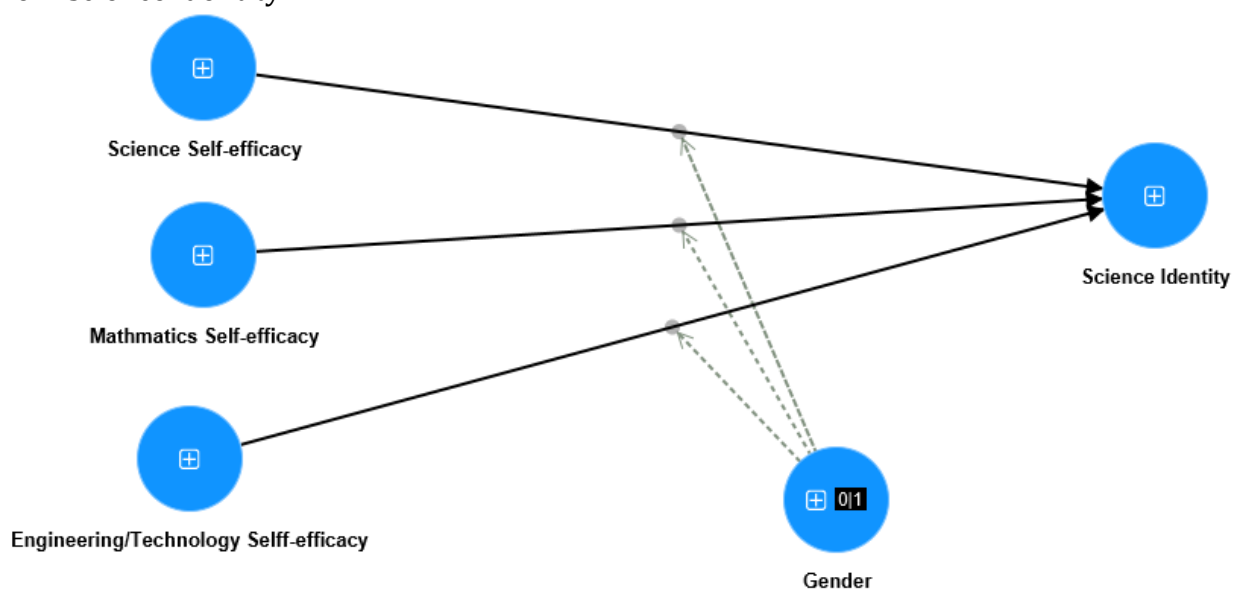 Science Self-efficacy
Mathmatics Self-efficacy
Science Identity
Engineering/Technology Selff-efficacy
0|1
Gender